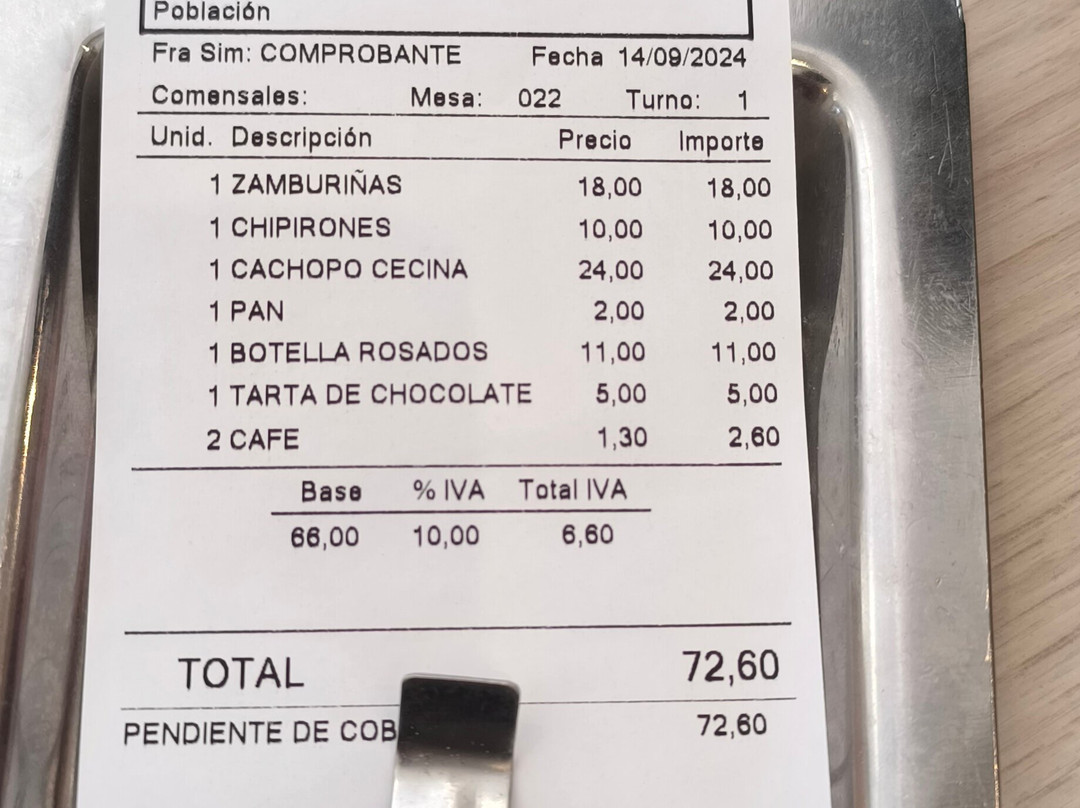 Población
Fra Sim: COMPROBANTE Fecha 14/09/2024
Comensales: Mesa: 022 Turno: 1
Unid. Descripción Precio Importe
1 ZAMBURIÑAS 18,00 18,00
1 CHIPIRONES 10,00 10,00
1 CACHOPO CECINA 24,00 24,00
1 PAN 2,00 2,00
1 BOTELLA ROSADOS 11,00 11,00
1 TARTA DE CHOCOLATE 5,00 5,00
2 CAFE 1,30 2,60
Base % IVA Total IVA
66,00 10,00 6,60
TOTAL 72,60
PENDIENTE DE COB 72,60